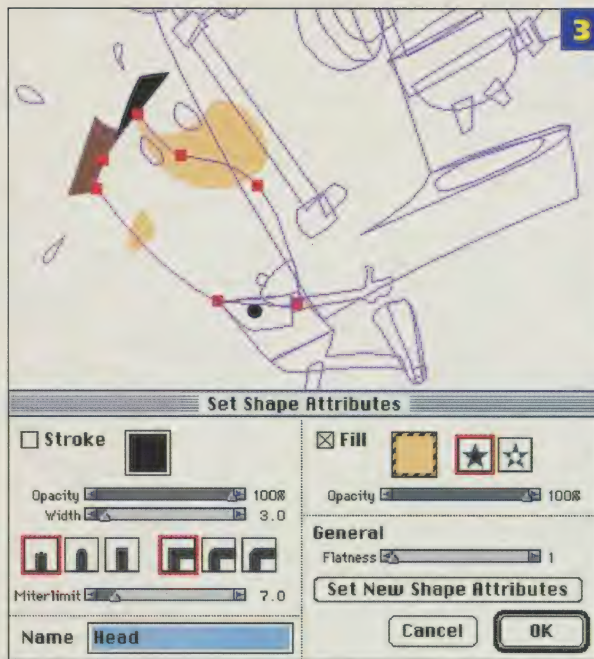 3
Set Shape Attributes
Stroke
Opacity 100%
Width 3.0
Miterlimit 7.0
Name Head
Fill
Opacity 100%
General
Flatness 1
Set New Shape Attributes
Cancel OK